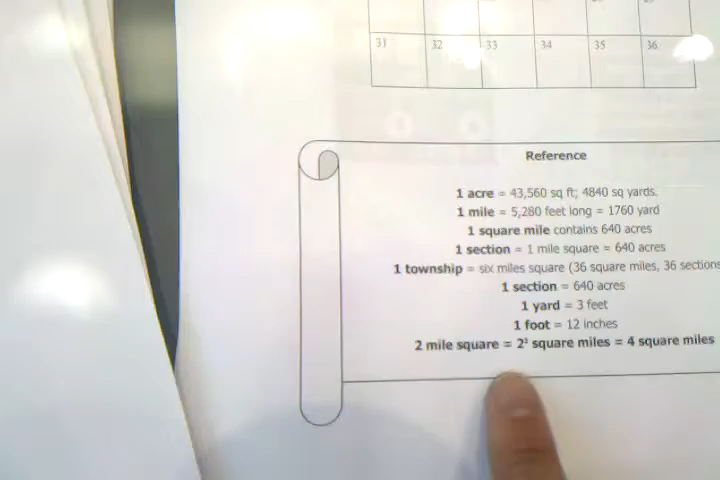 31 32 33 34 35 36
Reference
1 acre = 43,560 sq ft; 4840 sq yards.
1 mile = 5,280 feet long = 1760 yard
1 square mile contains 640 acres
1 section = 1 mile square = 640 acres
1 township = six miles square (36 square miles, 36 sections
1 section = 640 acres
1 yard = 3 feet
1 foot = 12 inches
2 mile square = 2² square miles = 4 square miles